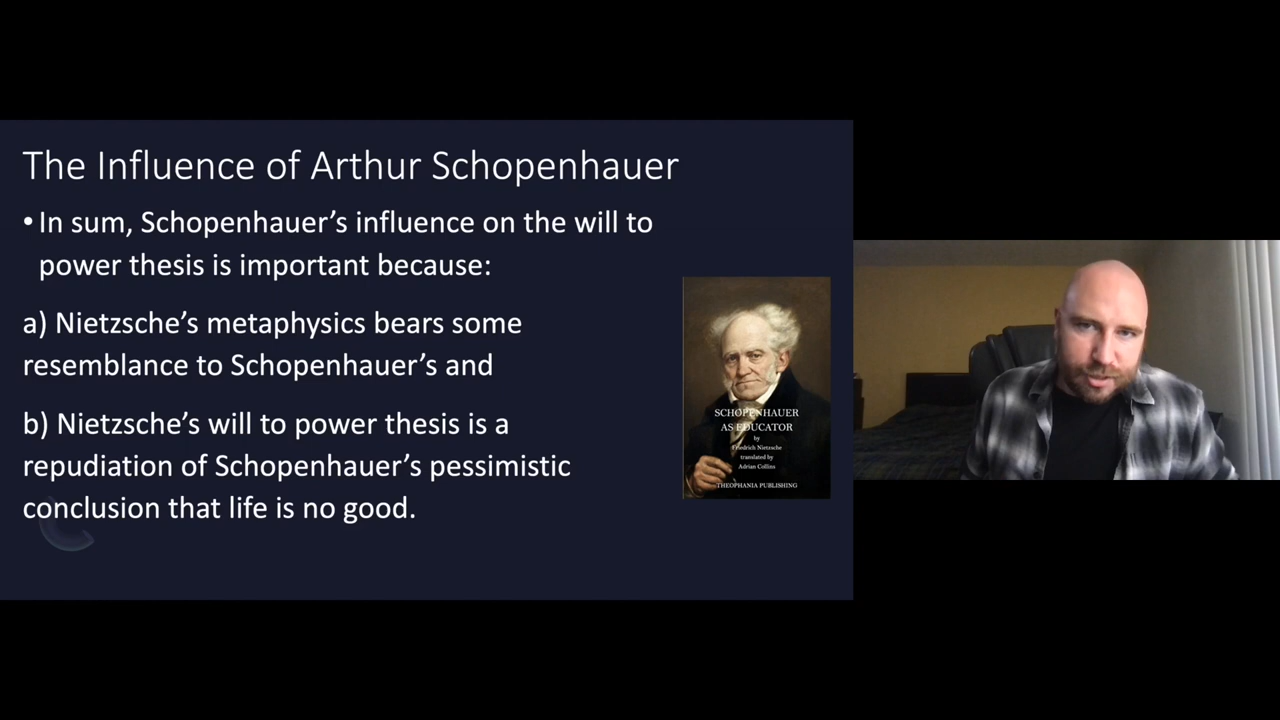 The Influence of Arthur Schopenhauer
• In sum, Schopenhauer's influence on the will to
power thesis is important because:
a) Nietzsche's metaphysics bears some
resemblance to Schopenhauer's and
b) Nietzsche's will to power thesis is a
repudiation of Schopenhauer's pessimistic
conclusion that life is no good.
SCHOPENHAUER
AS EDUCATOR
by
Friedrich Nietzsche
translated by
Adrian Collins
THEOPHANIA PUBLISHING